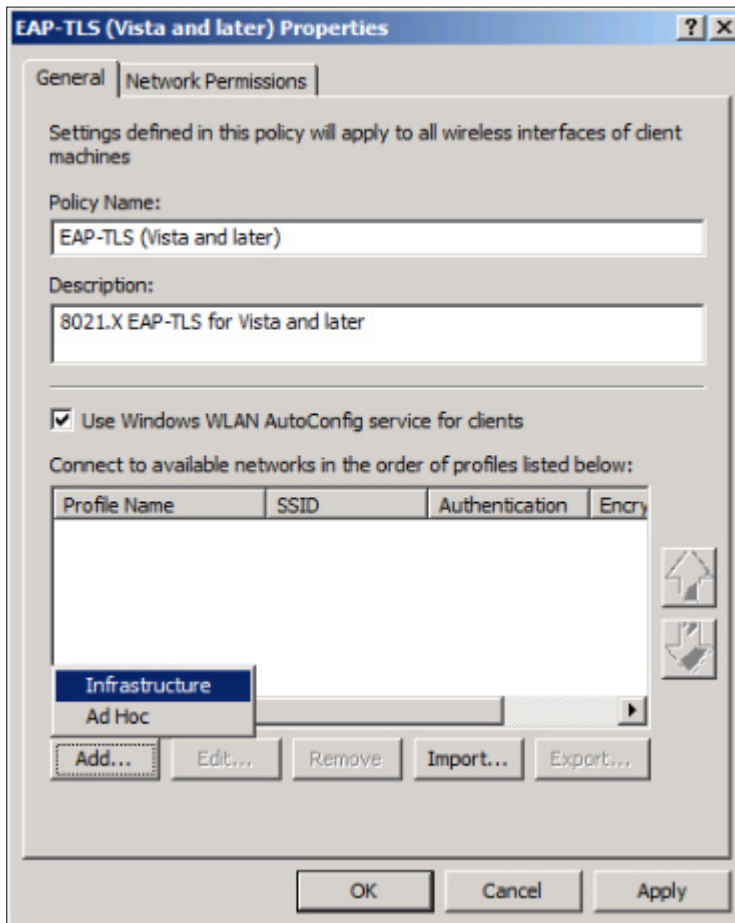 EAP-TLS (Vista and later) Properties
General
Network Permissions
Settings defined in this policy will apply to all wireless interfaces of client
machines
Policy Name:
EAP-TLS (Vista and later)
Description:
8021.X EAP-TLS for Vista and later
Use Windows WLAN AutoConfig service for clients
Connect to available networks in the order of profiles listed below:
Profile Name SSID Authentication Encry
Infrastructure
Ad Hoc
Add... Edit... Remove Import... Export...
OK Cancel Apply